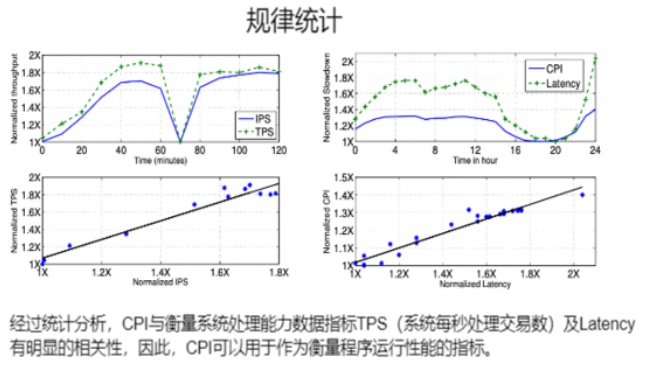 规律统计
Normalized throughput
2X
1.8X
1.6X
1.4X
1.2X
1X
IPS
TPS
0 20 40 60 80 100 120
Time (minutes)
Normalized Slowdown
2X
1.8X
1.6X
1.4X
1.2X
1X
CPI
Latency
0 4 8 12 16 20 24
Time in hour
Normalized TPS
2X
1.8X
1.6X
1.4X
1.2X
1X
1X 1.2X 1.4X 1.6X 1.8X
Normalized IPS
Normalized CPI
1.5X
1.4X
1.3X
1.2X
1.1X
1X
1X 1.2X 1.4X 1.6X 1.8X 2X
Normalized Latency
经过统计分析，CPI与衡量系统处理能力数据指标TPS（系统每秒处理交易数）及Latency
有明显的相关性，因此，CPI可以用于作为衡量程序运行性能的指标。